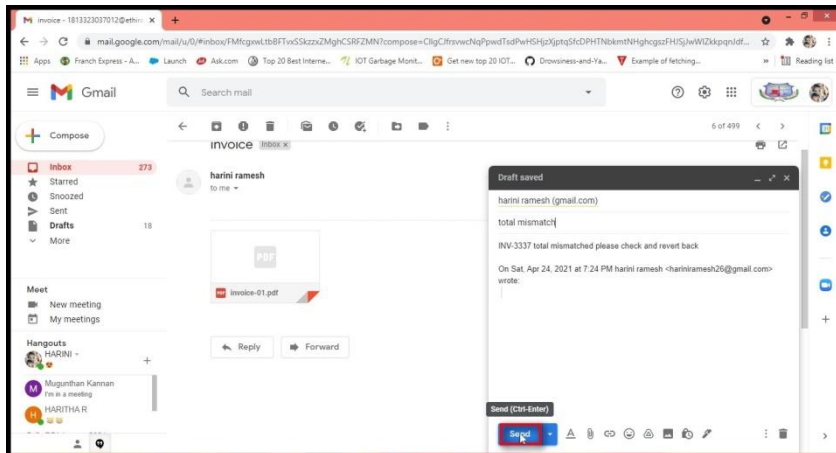 invoice - 1813323037012@ethir
mail.google.com/mail/u/0/#inbox/
Apps Franch Express - A... Launch Ask.com Top 20 Best Interne... IOT Garbage Monit... Get new top 20 IOT... Drowsiness-and-Ya... Example of fetching... » Reading list
Gmail
Search mail
Compose
6 of 499
Inbox 273
Starred
Snoozed
Sent
Drafts 18
More
Meet
New meeting
My meetings
Hangouts
HARINI
Mugunthan Kannan
I'm in a meeting
HARITHA R
invoice Inbox x
harini ramesh
to me
PDF
PDF invoice-01.pdf
Reply Forward
Draft saved
harini ramesh (gmail.com)
total mismatch
INV-3337 total mismatched please check and revert back
On Sat, Apr 24, 2021 at 7:24 PM harini ramesh <hariniramesh26@gmail.com>
wrote:
Send (Ctrl-Enter)
Send